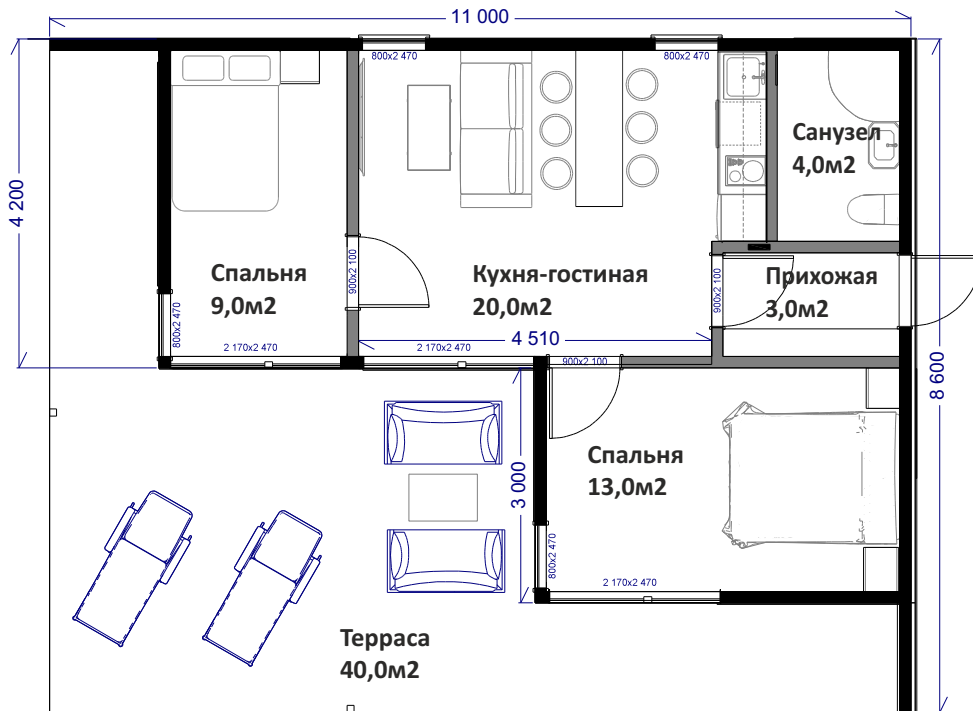 11 000
800x2 470
800x2 470
Санузел
4,0м2
4 200
Спальня
9,0м2
900x2 100
Кухня-гостиная
20,0м2
900x2 100
Прихожая
3,0м2
800x2 470
4 510
2 170x2 470
2 170x2 470
900x2 100
8 600
3 000
Спальня
13,0м2
800x2 470
2 170x2 470
Терраса
40,0м2